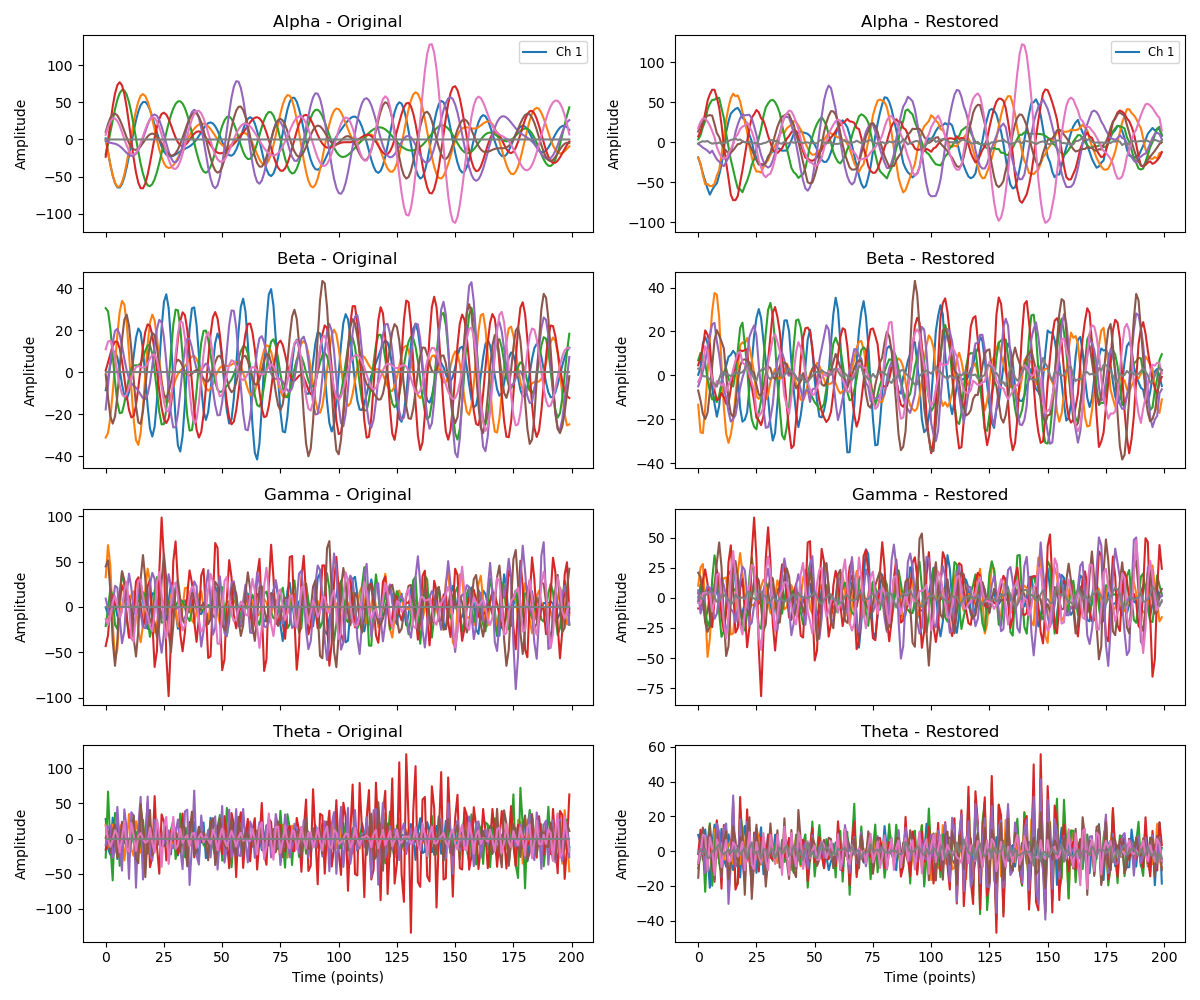 Alpha - Original
Alpha - Restored
Amplitude
100
50
0
−50
−100
Ch 1
Amplitude
100
50
0
−50
−100
Ch 1
Beta - Original
Beta - Restored
Amplitude
40
20
0
−20
−40
Amplitude
40
20
0
−20
−40
Gamma - Original
Gamma - Restored
Amplitude
100
50
0
−50
−100
Amplitude
50
25
0
−25
−50
−75
Theta - Original
Theta - Restored
Amplitude
100
50
0
−50
−100
0 25 50 75 100 125 150 175 200
Time (points)
Amplitude
60
40
20
0
−20
−40
0 25 50 75 100 125 150 175 200
Time (points)